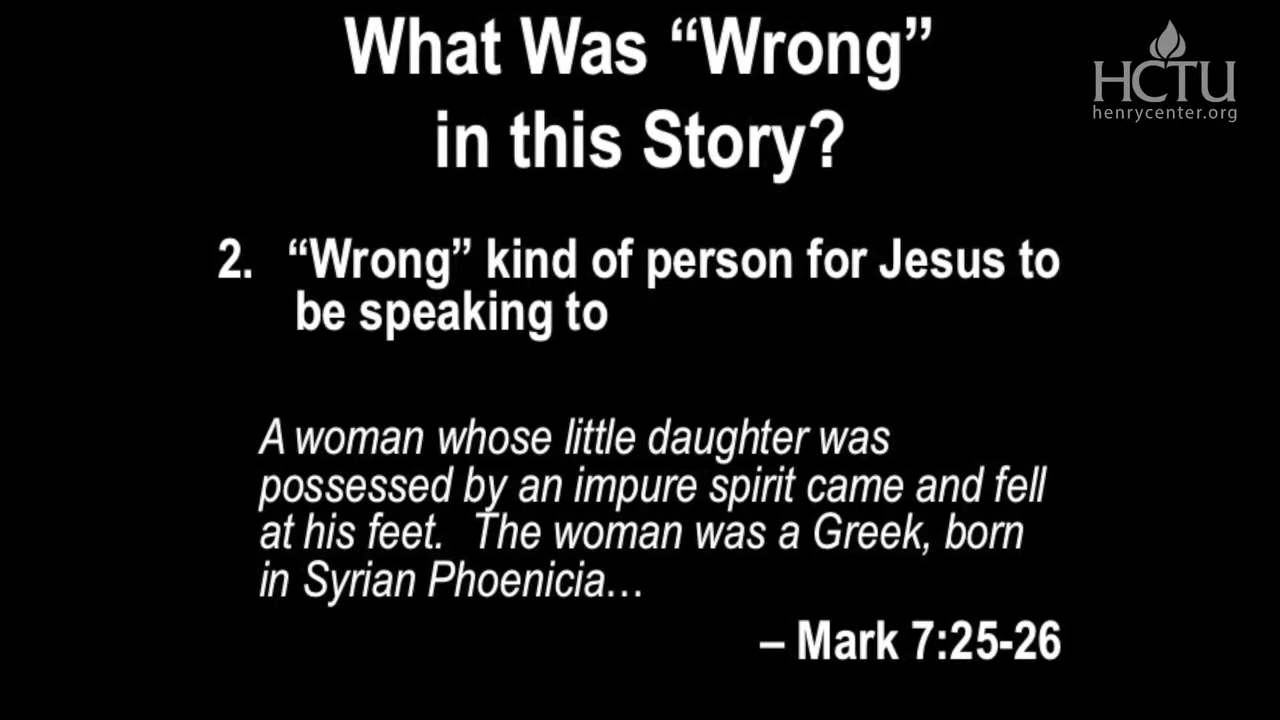 What Was “Wrong”
in this Story?
HCTU
henrycenter.org
2. “Wrong” kind of person for Jesus to
be speaking to
A woman whose little daughter was
possessed by an impure spirit came and fell
at his feet. The woman was a Greek, born
in Syrian Phoenicia…
– Mark 7:25-26